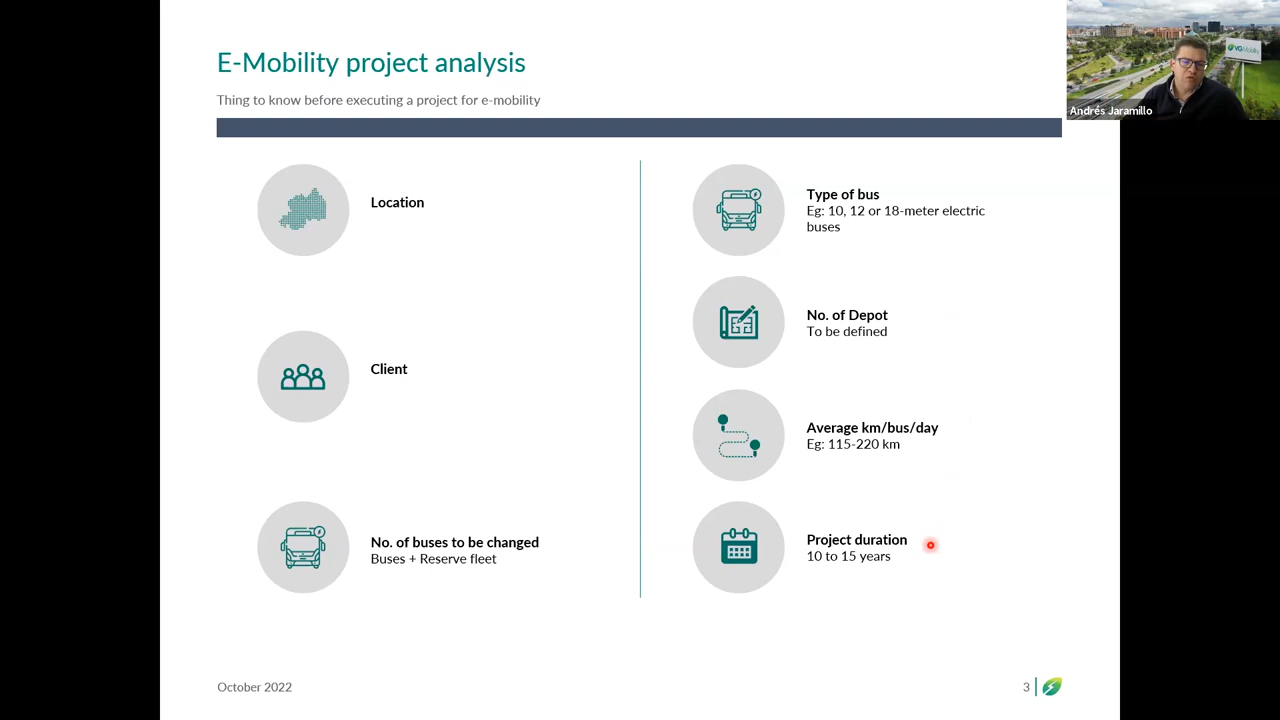 E-Mobility project analysis
Thing to know before executing a project for e-mobility
Location
Client
No. of buses to be changed
Buses + Reserve fleet
Type of bus
Eg: 10, 12 or 18-meter electric
buses
No. of Depot
To be defined
Average km/bus/day
Eg: 115-220 km
Project duration
10 to 15 years
October 2022
3
VG Mobility
Andrés Jaramillo